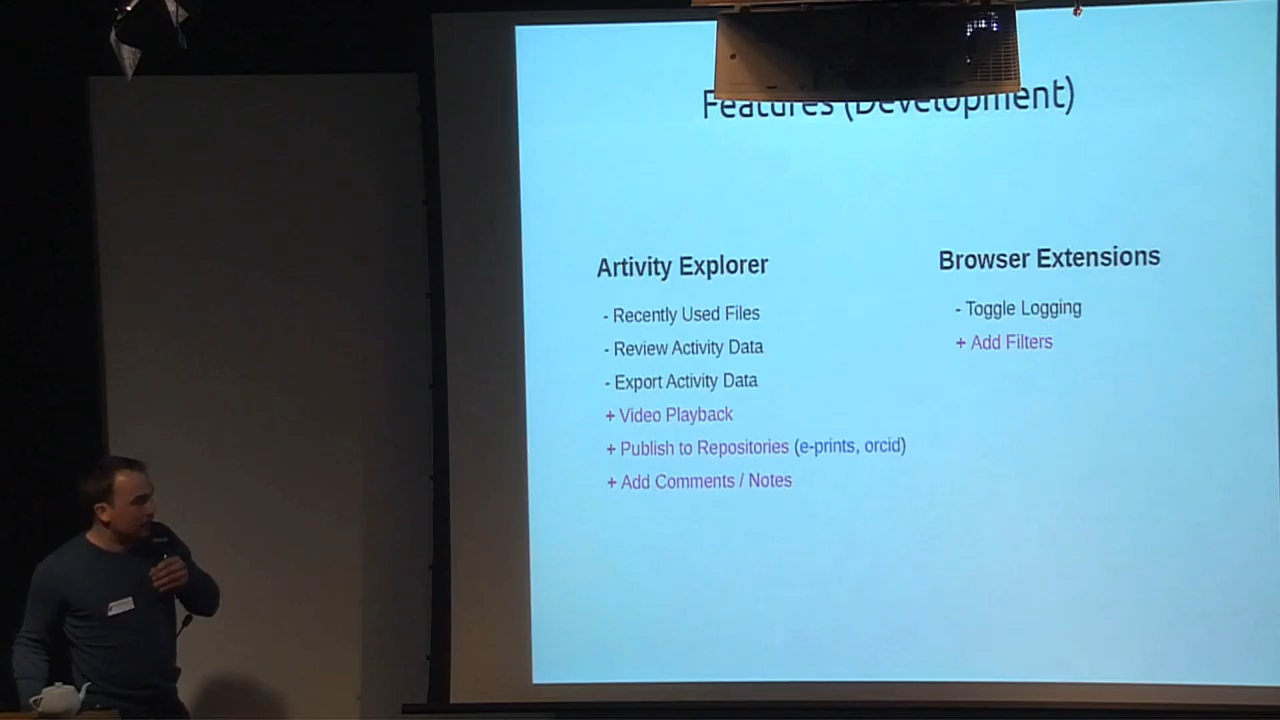 Features (Development)
Artivity Explorer
- Recently Used Files
- Review Activity Data
- Export Activity Data
+ Video Playback
+ Publish to Repositories (e-prints, orcid)
+ Add Comments / Notes
Browser Extensions
- Toggle Logging
+ Add Filters